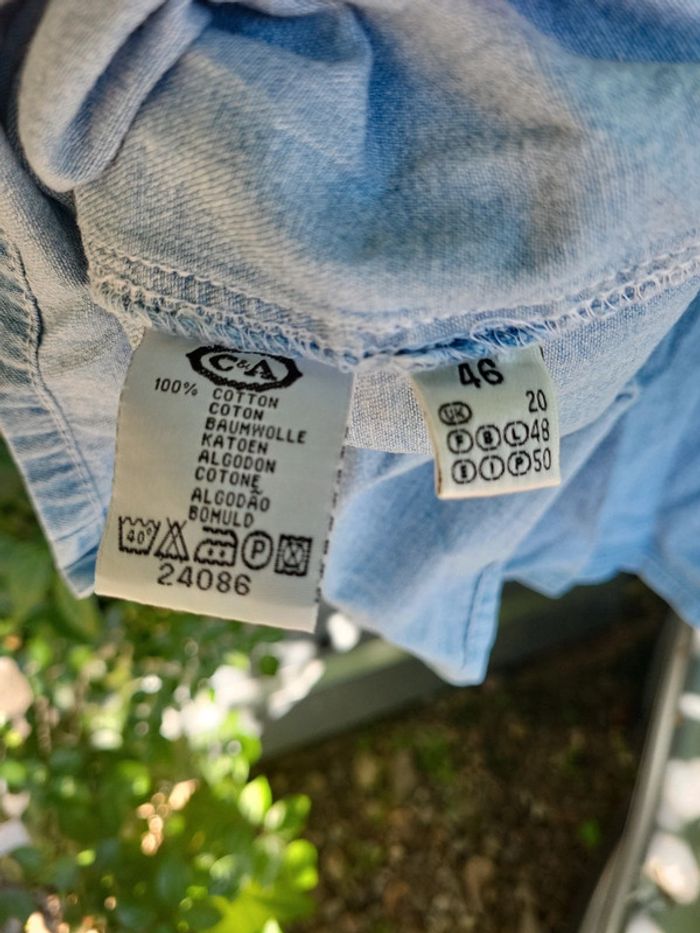 C&A
100% COTTON
COTON
BAUMWOLLE
KATOEN
ALGODON
COTONE
ALGODÃO
BOMULD
40° P
24086
46
UK 20
F B L 48
E I P 50